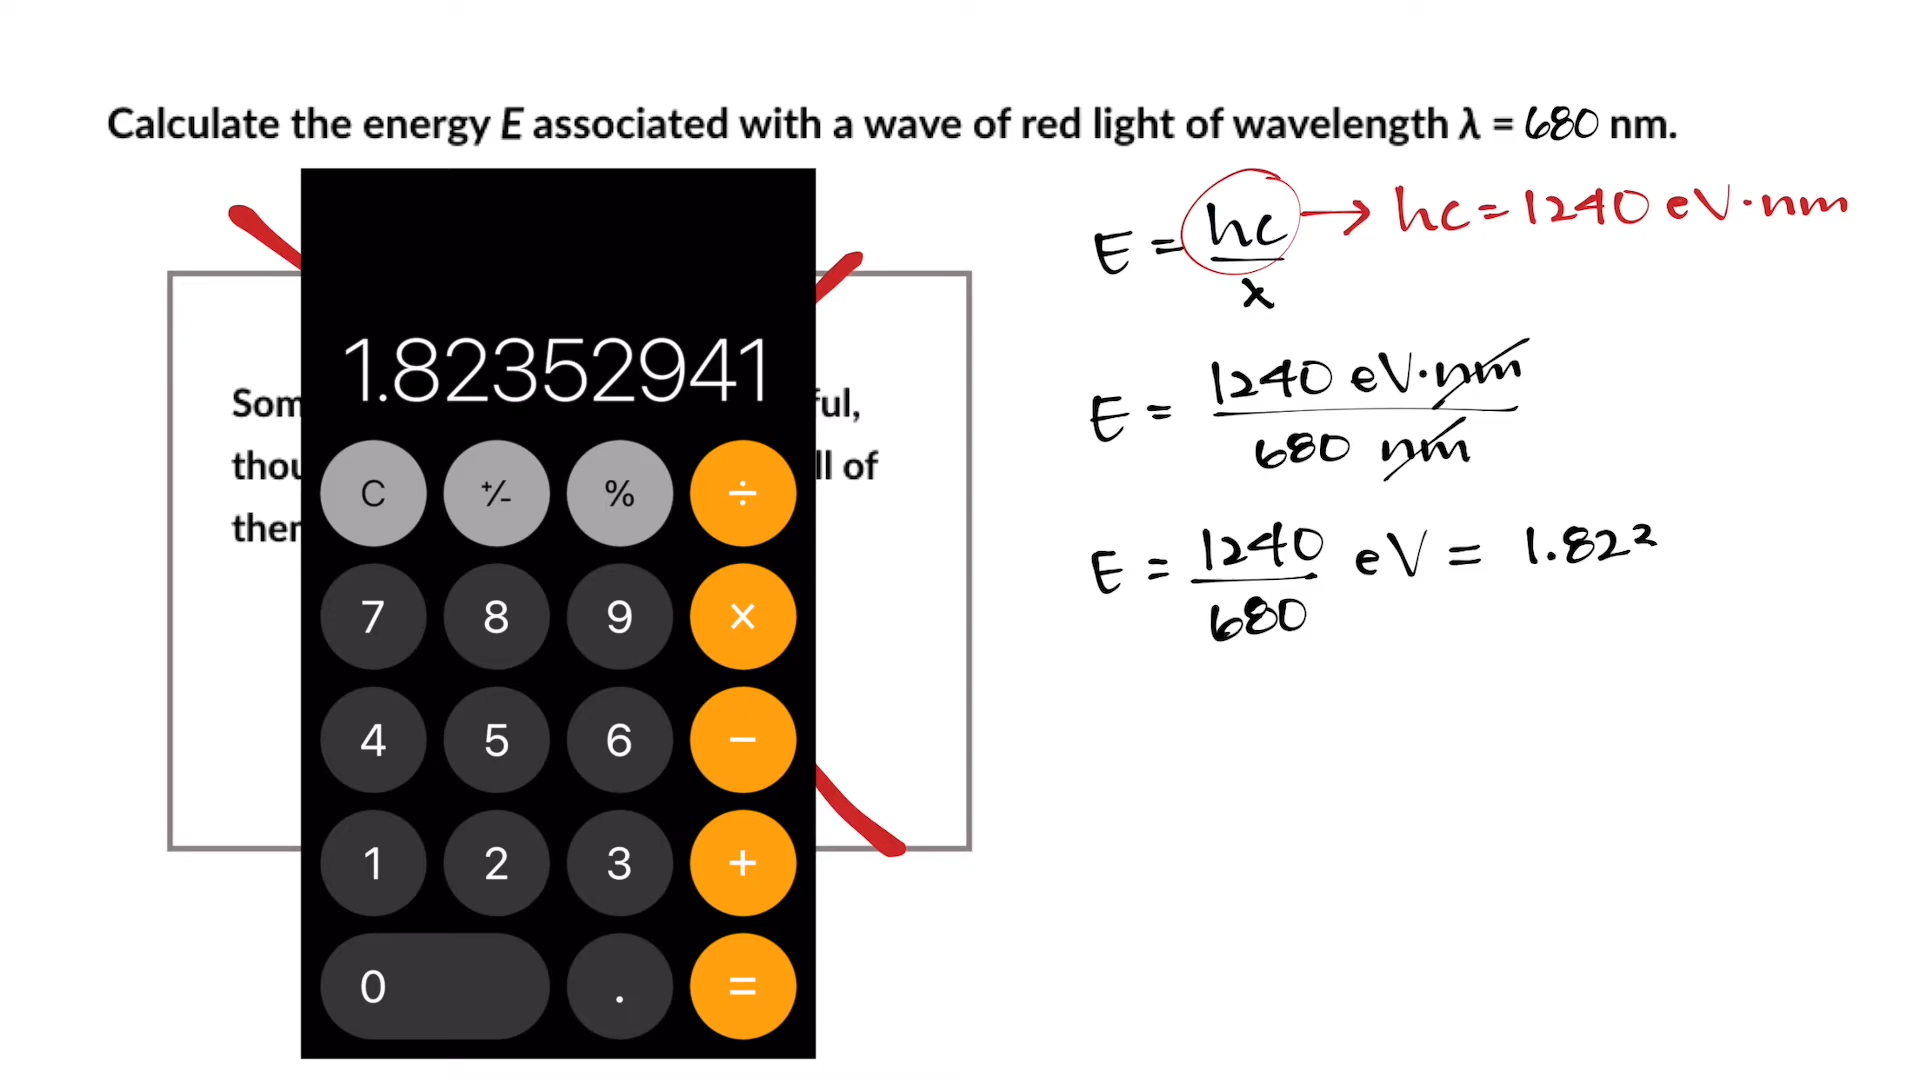 Calculate the energy E associated with a wave of red light of wavelength λ = 680 nm.
E = hc / λ → hc = 1240 eV·nm
E = 1240 eV·nm / 680 nm
E = 1240 / 680 eV = 1.82²
Som ful,
thou ll of
ther
1.82352941
C +/- % ÷
7 8 9 ×
4 5 6 −
1 2 3 +
0 . =